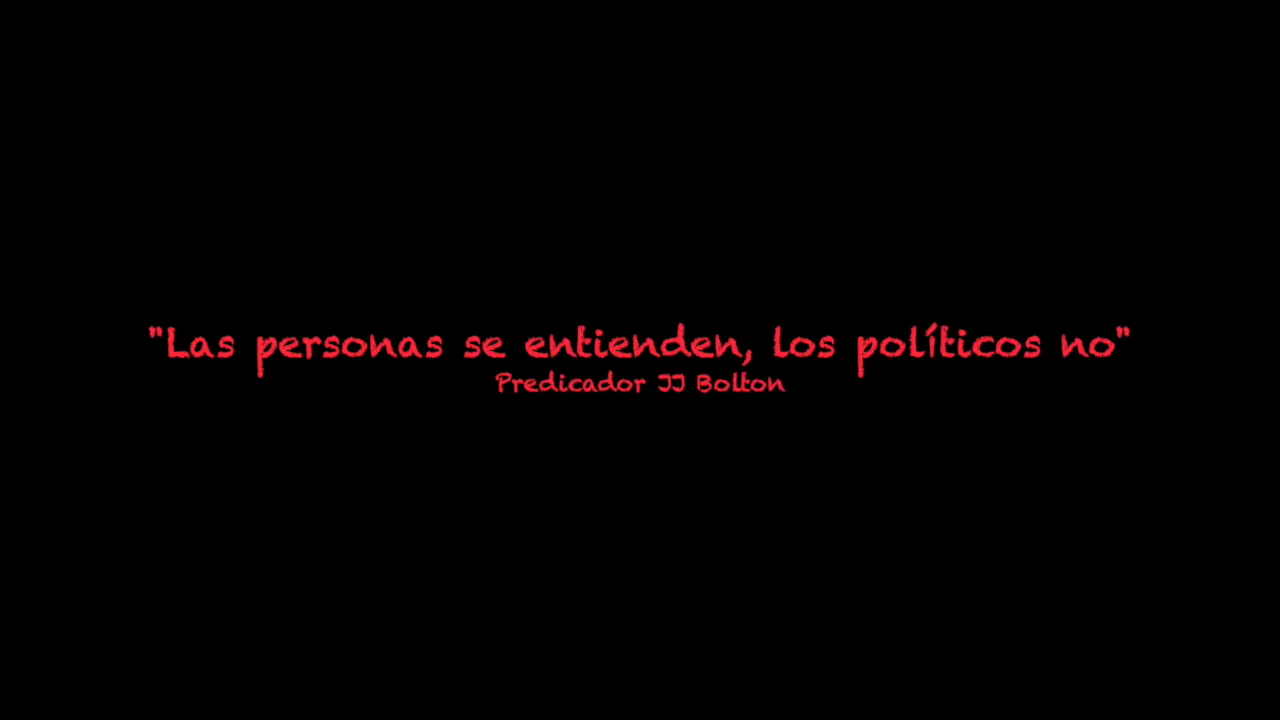 "Las personas se entienden, los políticos no"
Predicador JJ Bolton